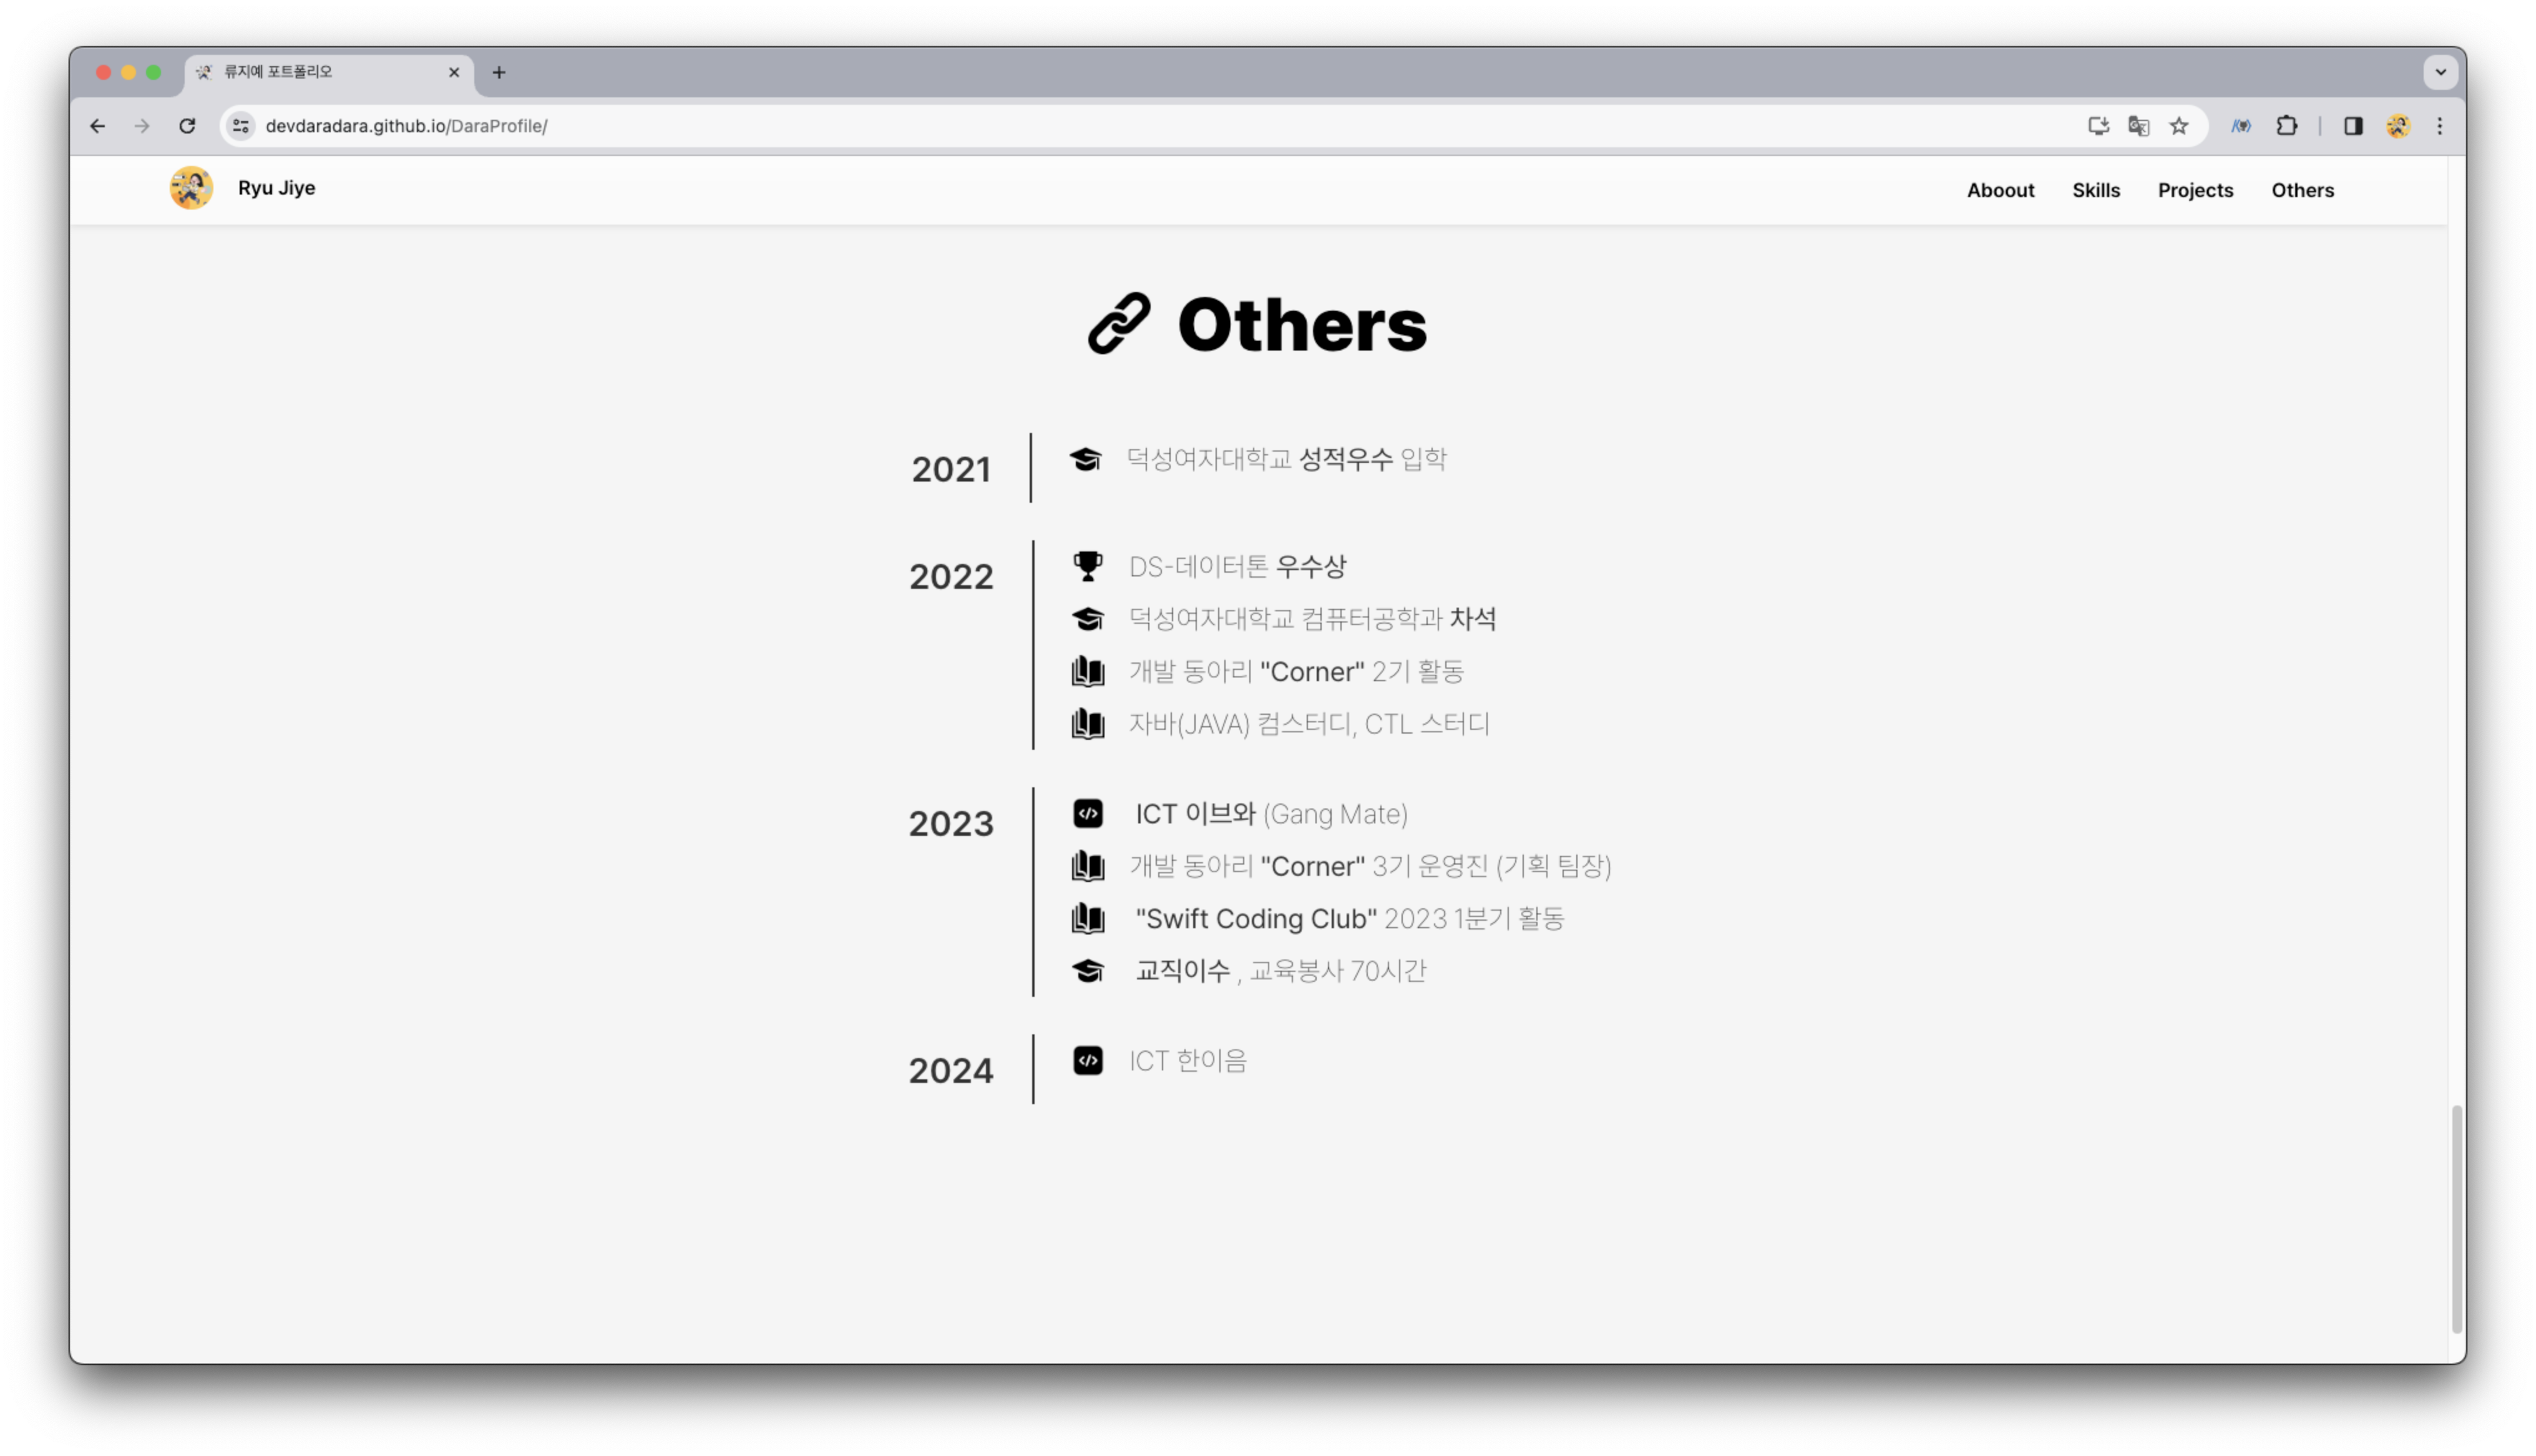 류지예 포트폴리오
devdaradara.github.io/DaraProfile/
Ryu Jiye
Aboout Skills Projects Others
Others
2021
덕성여자대학교 성적우수 입학
2022
DS-데이터톤 우수상
덕성여자대학교 컴퓨터공학과 차석
개발 동아리 "Corner" 2기 활동
자바(JAVA) 컴스터디, CTL 스터디
2023
ICT 이브와 (Gang Mate)
개발 동아리 "Corner" 3기 운영진 (기획 팀장)
"Swift Coding Club" 2023 1분기 활동
교직이수 , 교육봉사 70시간
2024
ICT 한이음